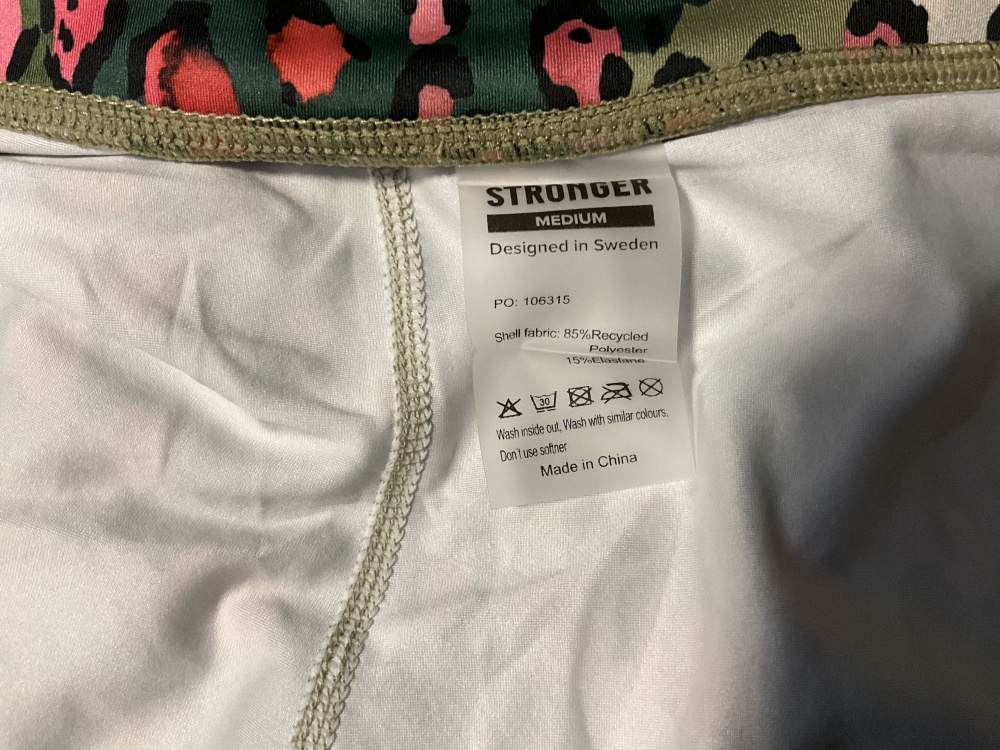 STRONGER
MEDIUM
Designed in Sweden
PO: 106315
Shell fabric: 85%Recycled
Polyester
15%Elastane
30
Wash inside out, Wash with similar colours.
Don't use softner
Made in China